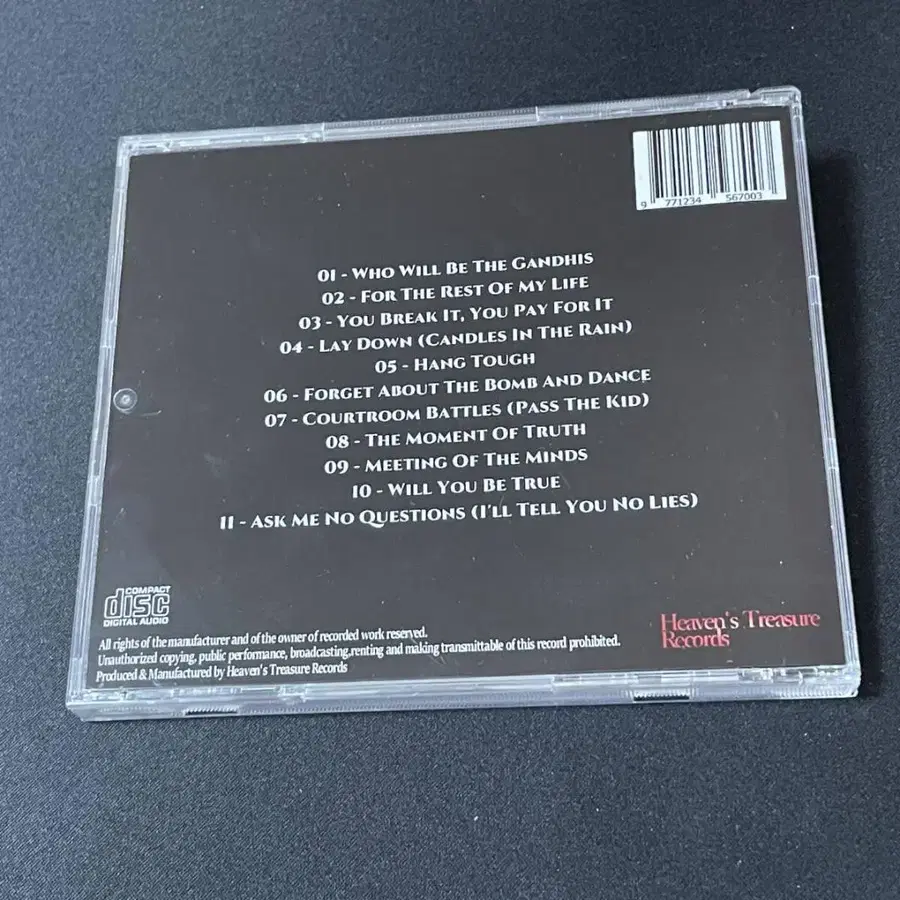 9 771234 567003
01 - Who Will Be The Gandhis
02 - For The Rest Of My Life
03 - You Break It, You Pay For It
04 - Lay Down (Candles In The Rain)
05 - Hang Tough
06 - Forget About The Bomb And Dance
07 - Courtroom Battles (Pass The Kid)
08 - The Moment Of Truth
09 - Meeting Of The Minds
10 - Will You Be True
11 - Ask Me No Questions (I'll Tell You No Lies)
COMPACT
disc
DIGITAL AUDIO
All rights of the manufacturer and of the owner of recorded work reserved.
Unauthorized copying, public performance, broadcasting,renting and making transmittable of this record prohibited.
Produced & Manufactured by Heaven's Treasure Records
Heaven's Treasure
Records